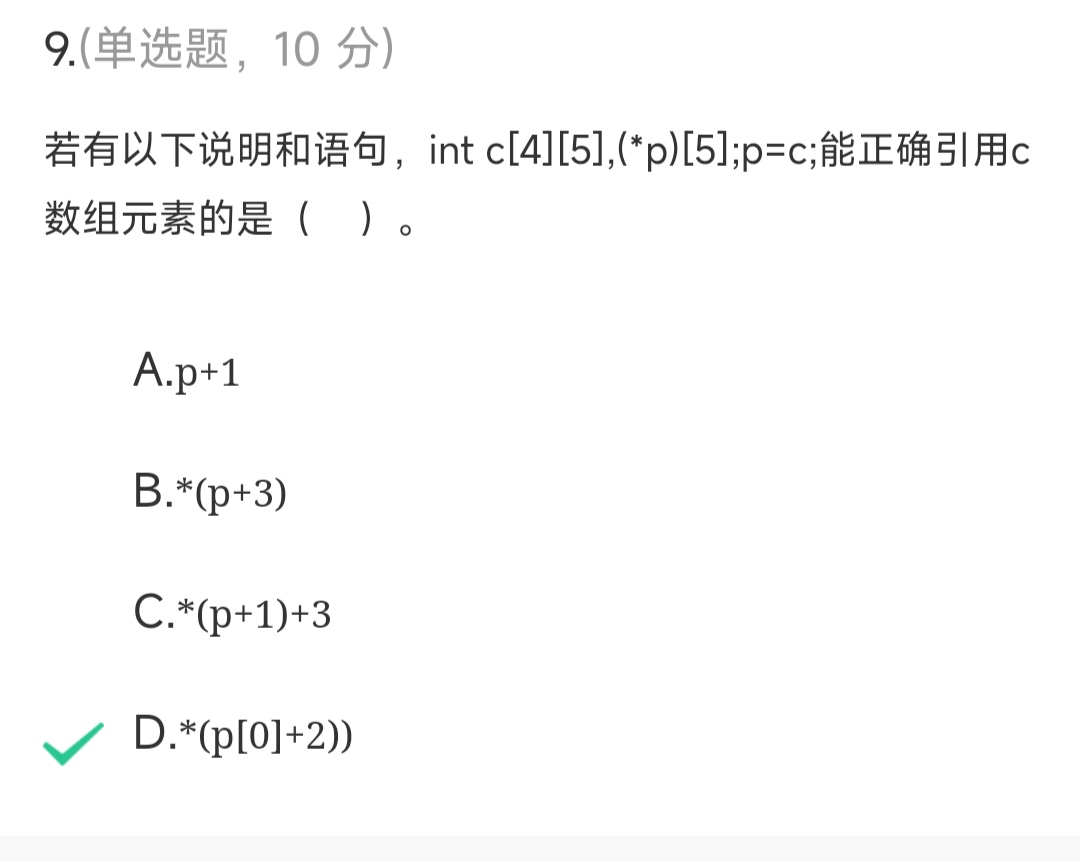 9.(单选题，10 分)
若有以下说明和语句，int c[4][5],(*p)[5];p=c;能正确引用c
数组元素的是（　）。
A.p+1
B.*(p+3)
C.*(p+1)+3
D.*(p[0]+2))